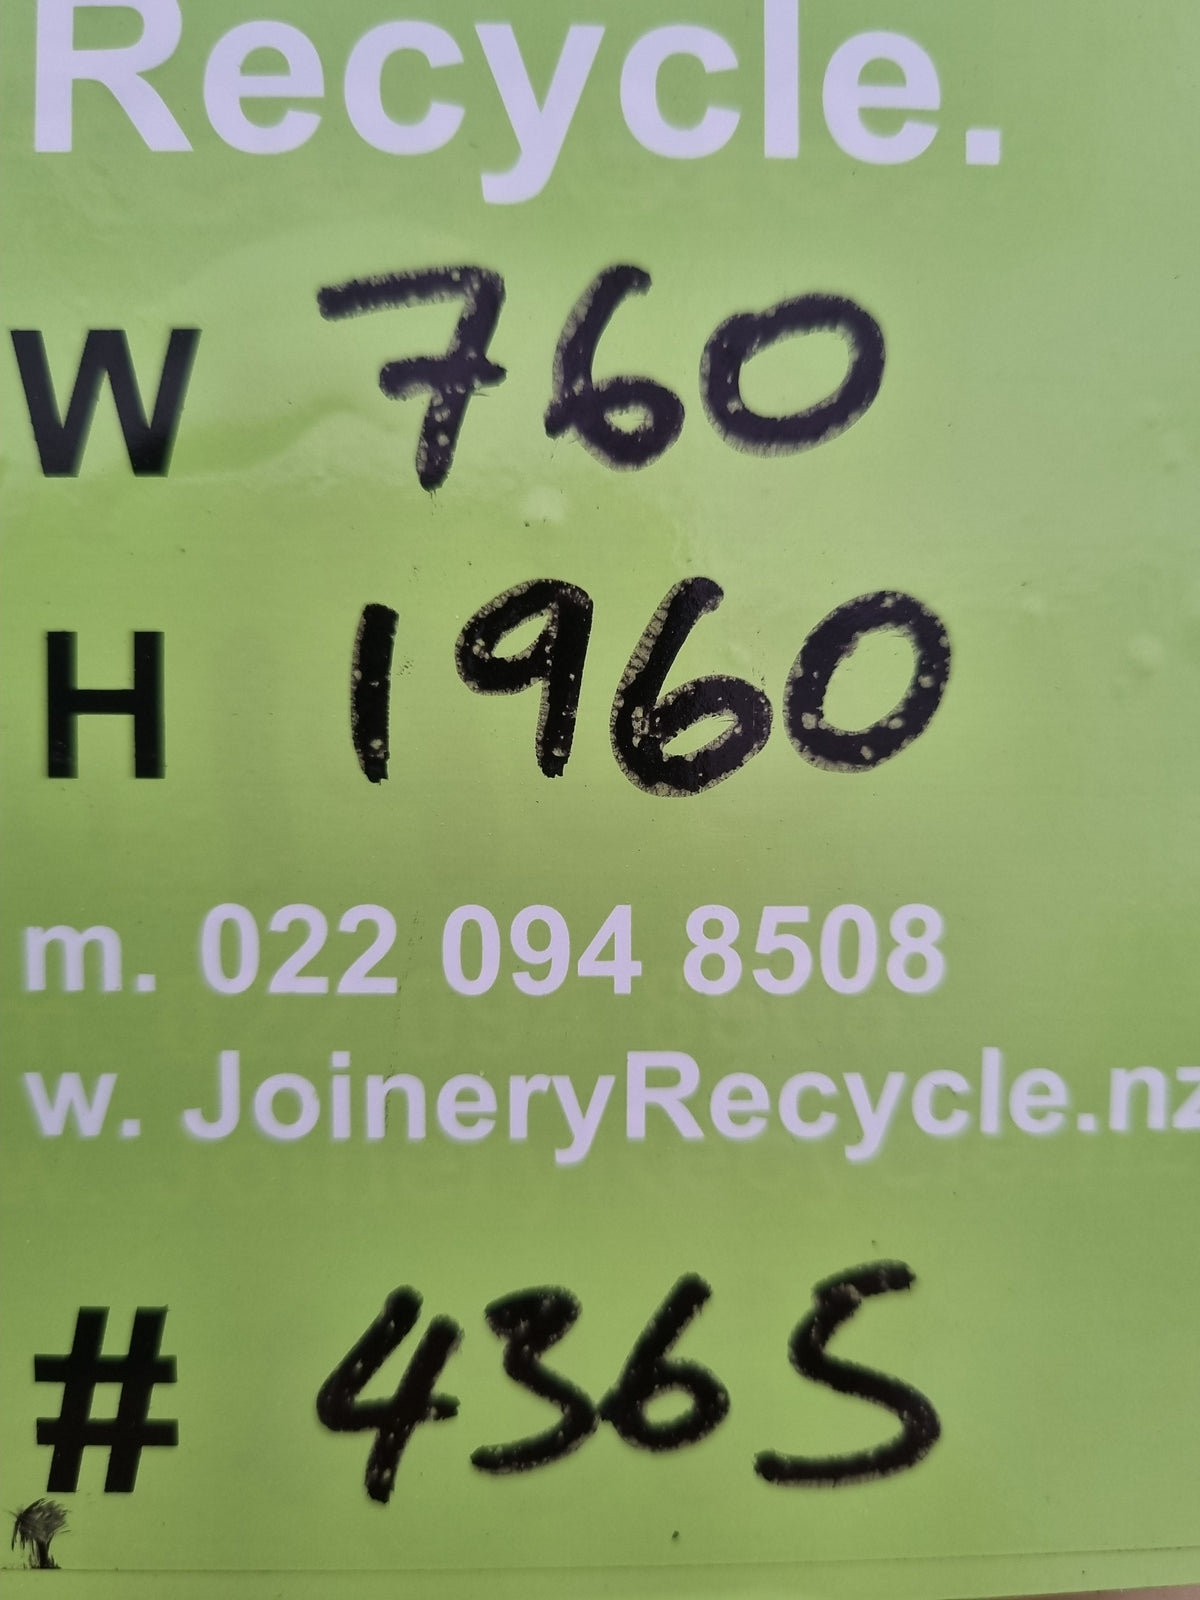 Recycle.
W 760
H 1960
m. 022 094 8508
w. JoineryRecycle.nz
# 4365